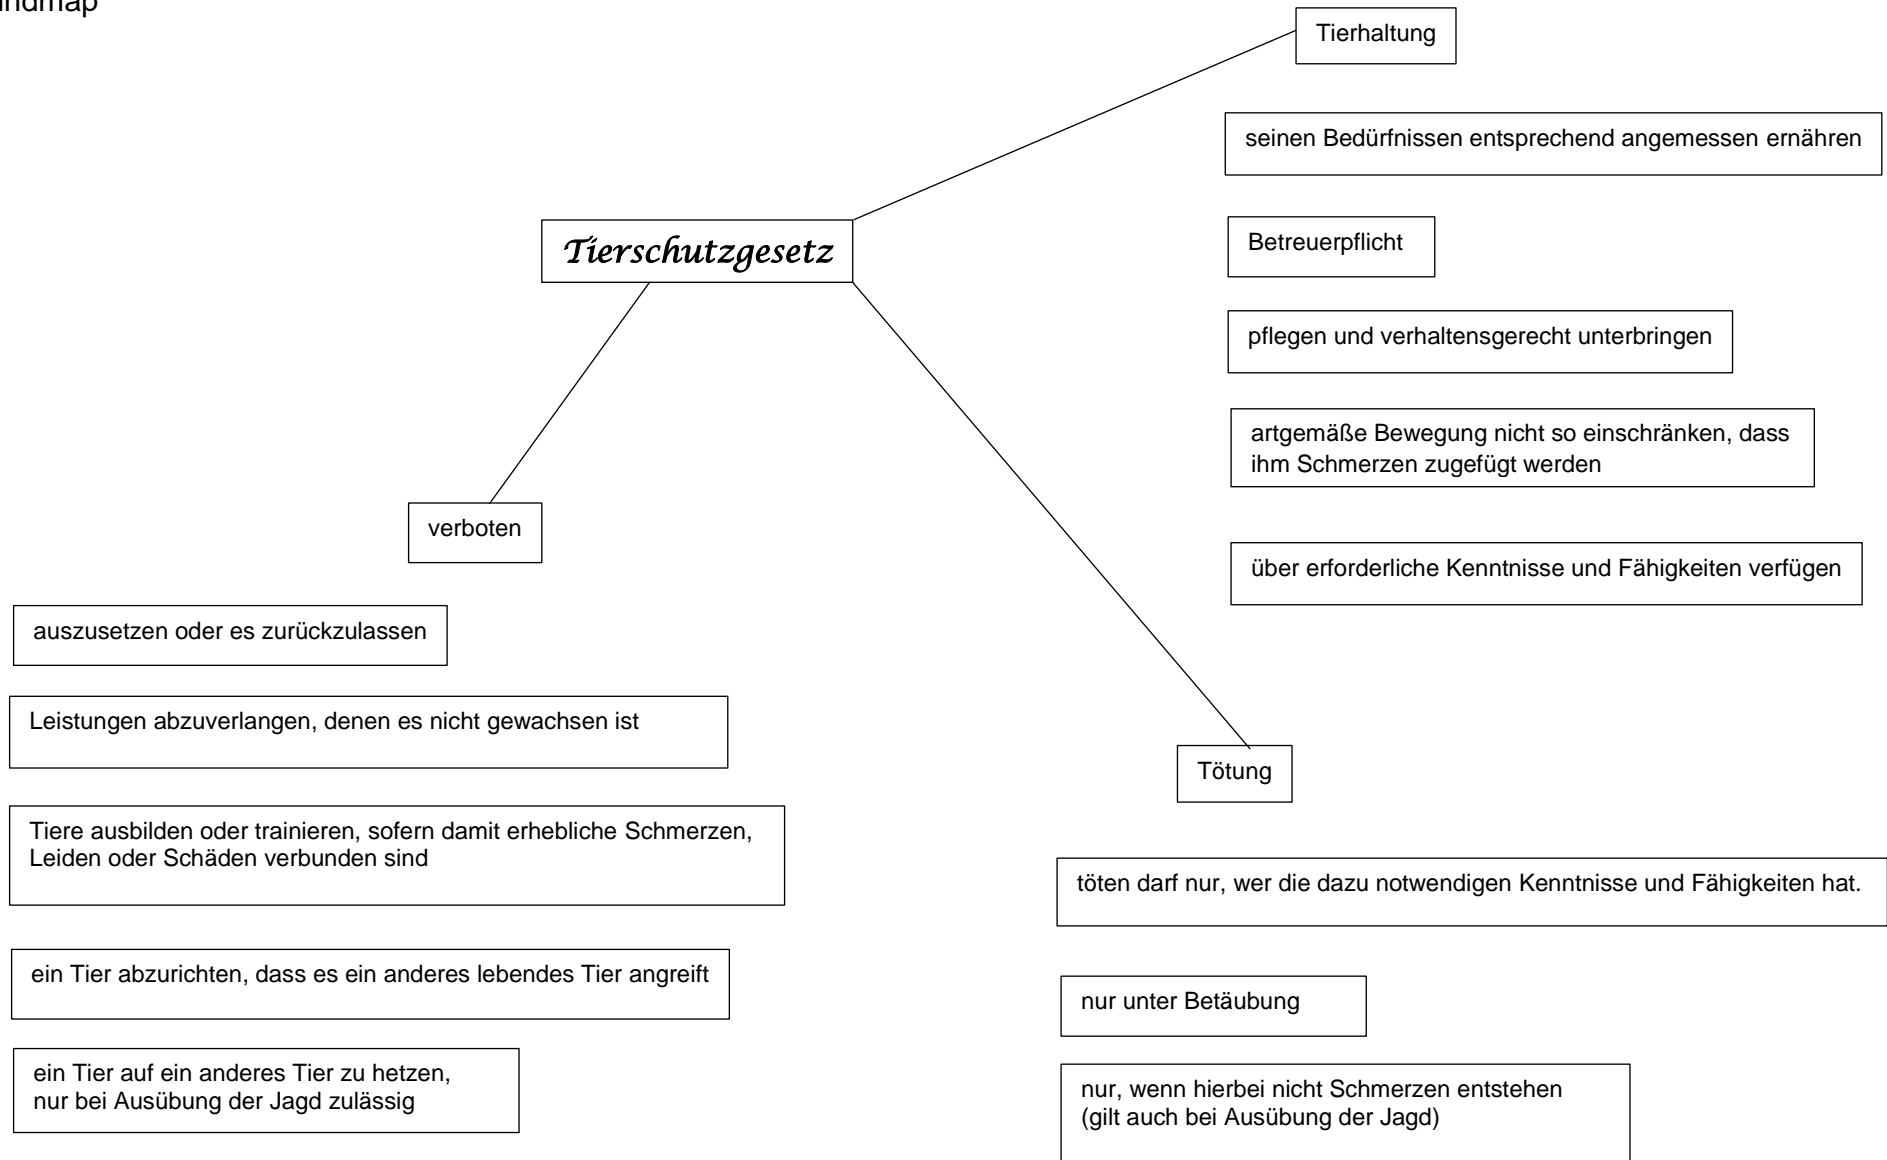 indmap
Tierhaltung
seinen Bedürfnissen entsprechend angemessen ernähren
Tierschutzgesetz
Betreuerpflicht
pflegen und verhaltensgerecht unterbringen
artgemäße Bewegung nicht so einschränken, dass
ihm Schmerzen zugefügt werden
über erforderliche Kenntnisse und Fähigkeiten verfügen
verboten
auszusetzen oder es zurückzulassen
Leistungen abzuverlangen, denen es nicht gewachsen ist
Tiere ausbilden oder trainieren, sofern damit erhebliche Schmerzen,
Leiden oder Schäden verbunden sind
ein Tier abzurichten, dass es ein anderes lebendes Tier angreift
ein Tier auf ein anderes Tier zu hetzen,
nur bei Ausübung der Jagd zulässig
Tötung
töten darf nur, wer die dazu notwendigen Kenntnisse und Fähigkeiten hat.
nur unter Betäubung
nur, wenn hierbei nicht Schmerzen entstehen
(gilt auch bei Ausübung der Jagd)